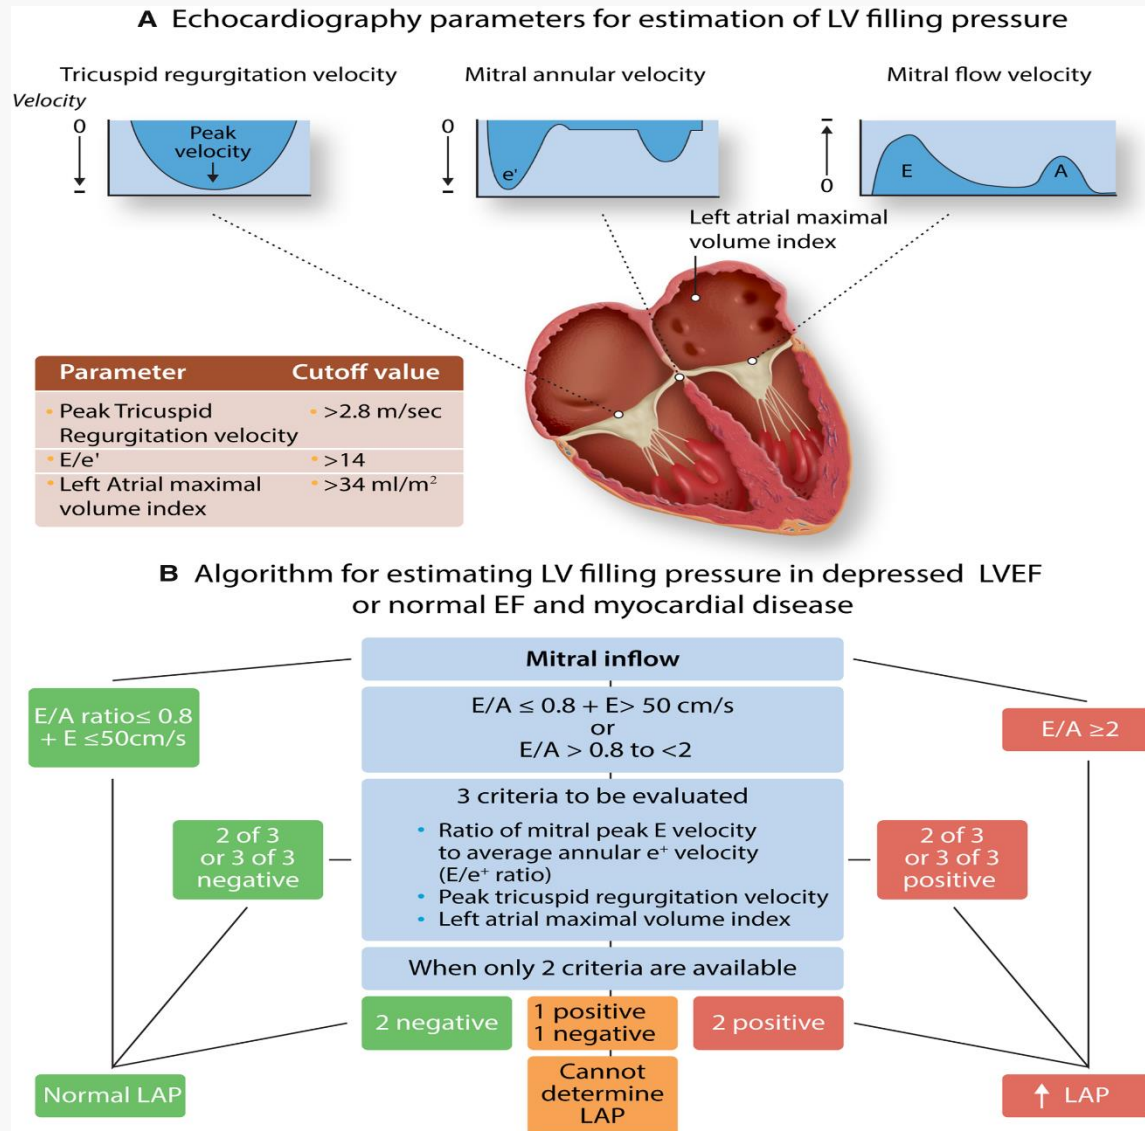 A Echocardiography parameters for estimation of LV filling pressure
Tricuspid regurgitation velocity
Mitral annular velocity
Mitral flow velocity
Velocity
0
Peak
velocity
–
0
e'
–
–
0
E
A
Left atrial maximal
volume index
Parameter Cutoff value
• Peak Tricuspid • >2.8 m/sec
Regurgitation velocity
• E/e' • >14
• Left Atrial maximal • >34 ml/m²
volume index
B Algorithm for estimating LV filling pressure in depressed LVEF
or normal EF and myocardial disease
Mitral inflow
E/A ratio≤ 0.8
+ E ≤50cm/s
E/A ≤ 0.8 + E> 50 cm/s
or
E/A > 0.8 to <2
E/A ≥2
3 criteria to be evaluated
• Ratio of mitral peak E velocity
to average annular e⁺ velocity
(E/e⁺ ratio)
• Peak tricuspid regurgitation velocity
• Left atrial maximal volume index
2 of 3
or 3 of 3
negative
2 of 3
or 3 of 3
positive
When only 2 criteria are available
2 negative
1 positive
1 negative
2 positive
Normal LAP
Cannot
determine
LAP
↑ LAP